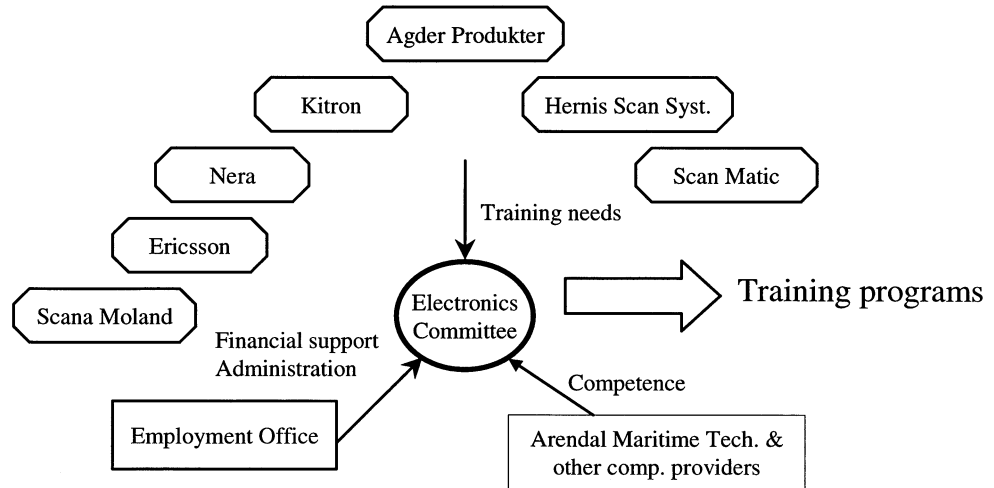 Agder Produkter
Kitron
Hernis Scan Syst.
Nera
Scan Matic
Training needs
Ericsson
Electronics
Committee
Training programs
Scana Moland
Financial support
Administration
Competence
Employment Office
Arendal Maritime Tech. &
other comp. providers